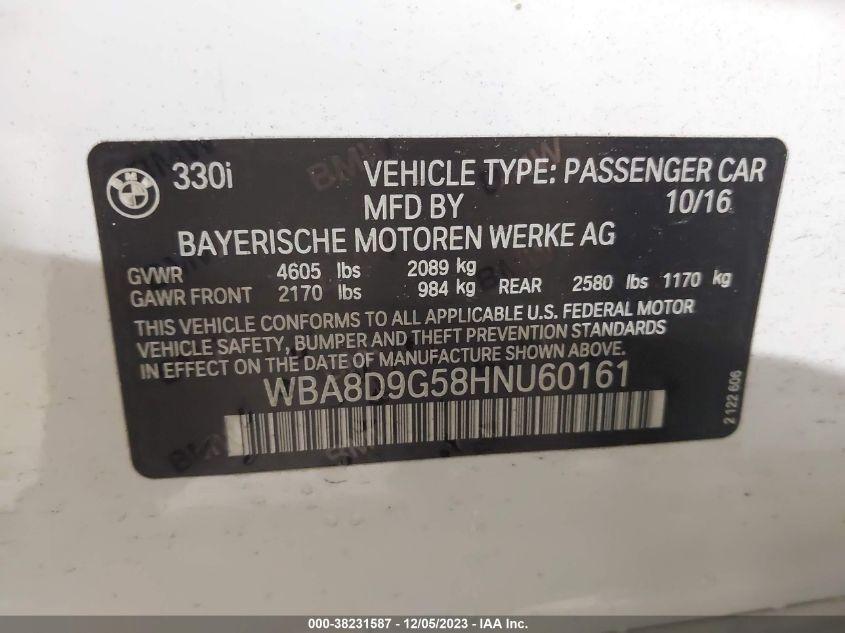 330i VEHICLE TYPE: PASSENGER CAR
MFD BY 10/16
BAYERISCHE MOTOREN WERKE AG
GVWR 4605 lbs 2089 kg
GAWR FRONT 2170 lbs 984 kg REAR 2580 lbs 1170 kg
THIS VEHICLE CONFORMS TO ALL APPLICABLE U.S. FEDERAL MOTOR
VEHICLE SAFETY, BUMPER AND THEFT PREVENTION STANDARDS
IN EFFECT ON THE DATE OF MANUFACTURE SHOWN ABOVE.
WBA8D9G58HNU60161
2 122 606
000-38231587 - 12/05/2023 - IAA Inc.